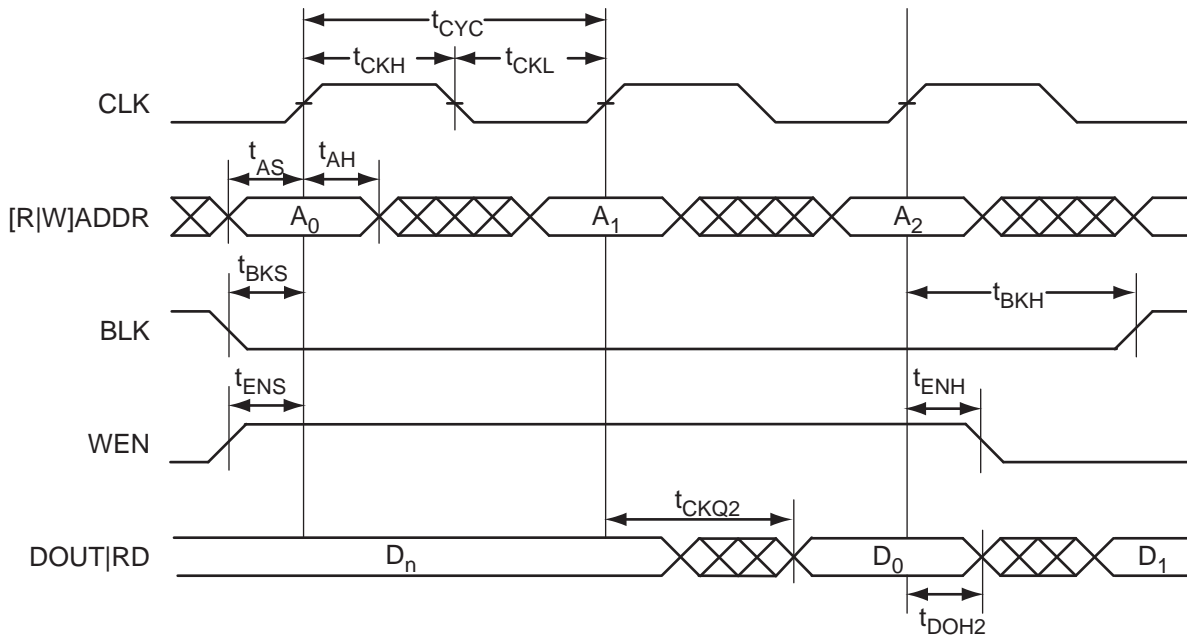 tCYC
tCKH
tCKL
CLK
tAS
tAH
[R|W]ADDR
A0
A1
A2
tBKS
tBKH
BLK
tENS
tENH
WEN
tCKQ2
DOUT|RD
Dn
D0
D1
tDOH2